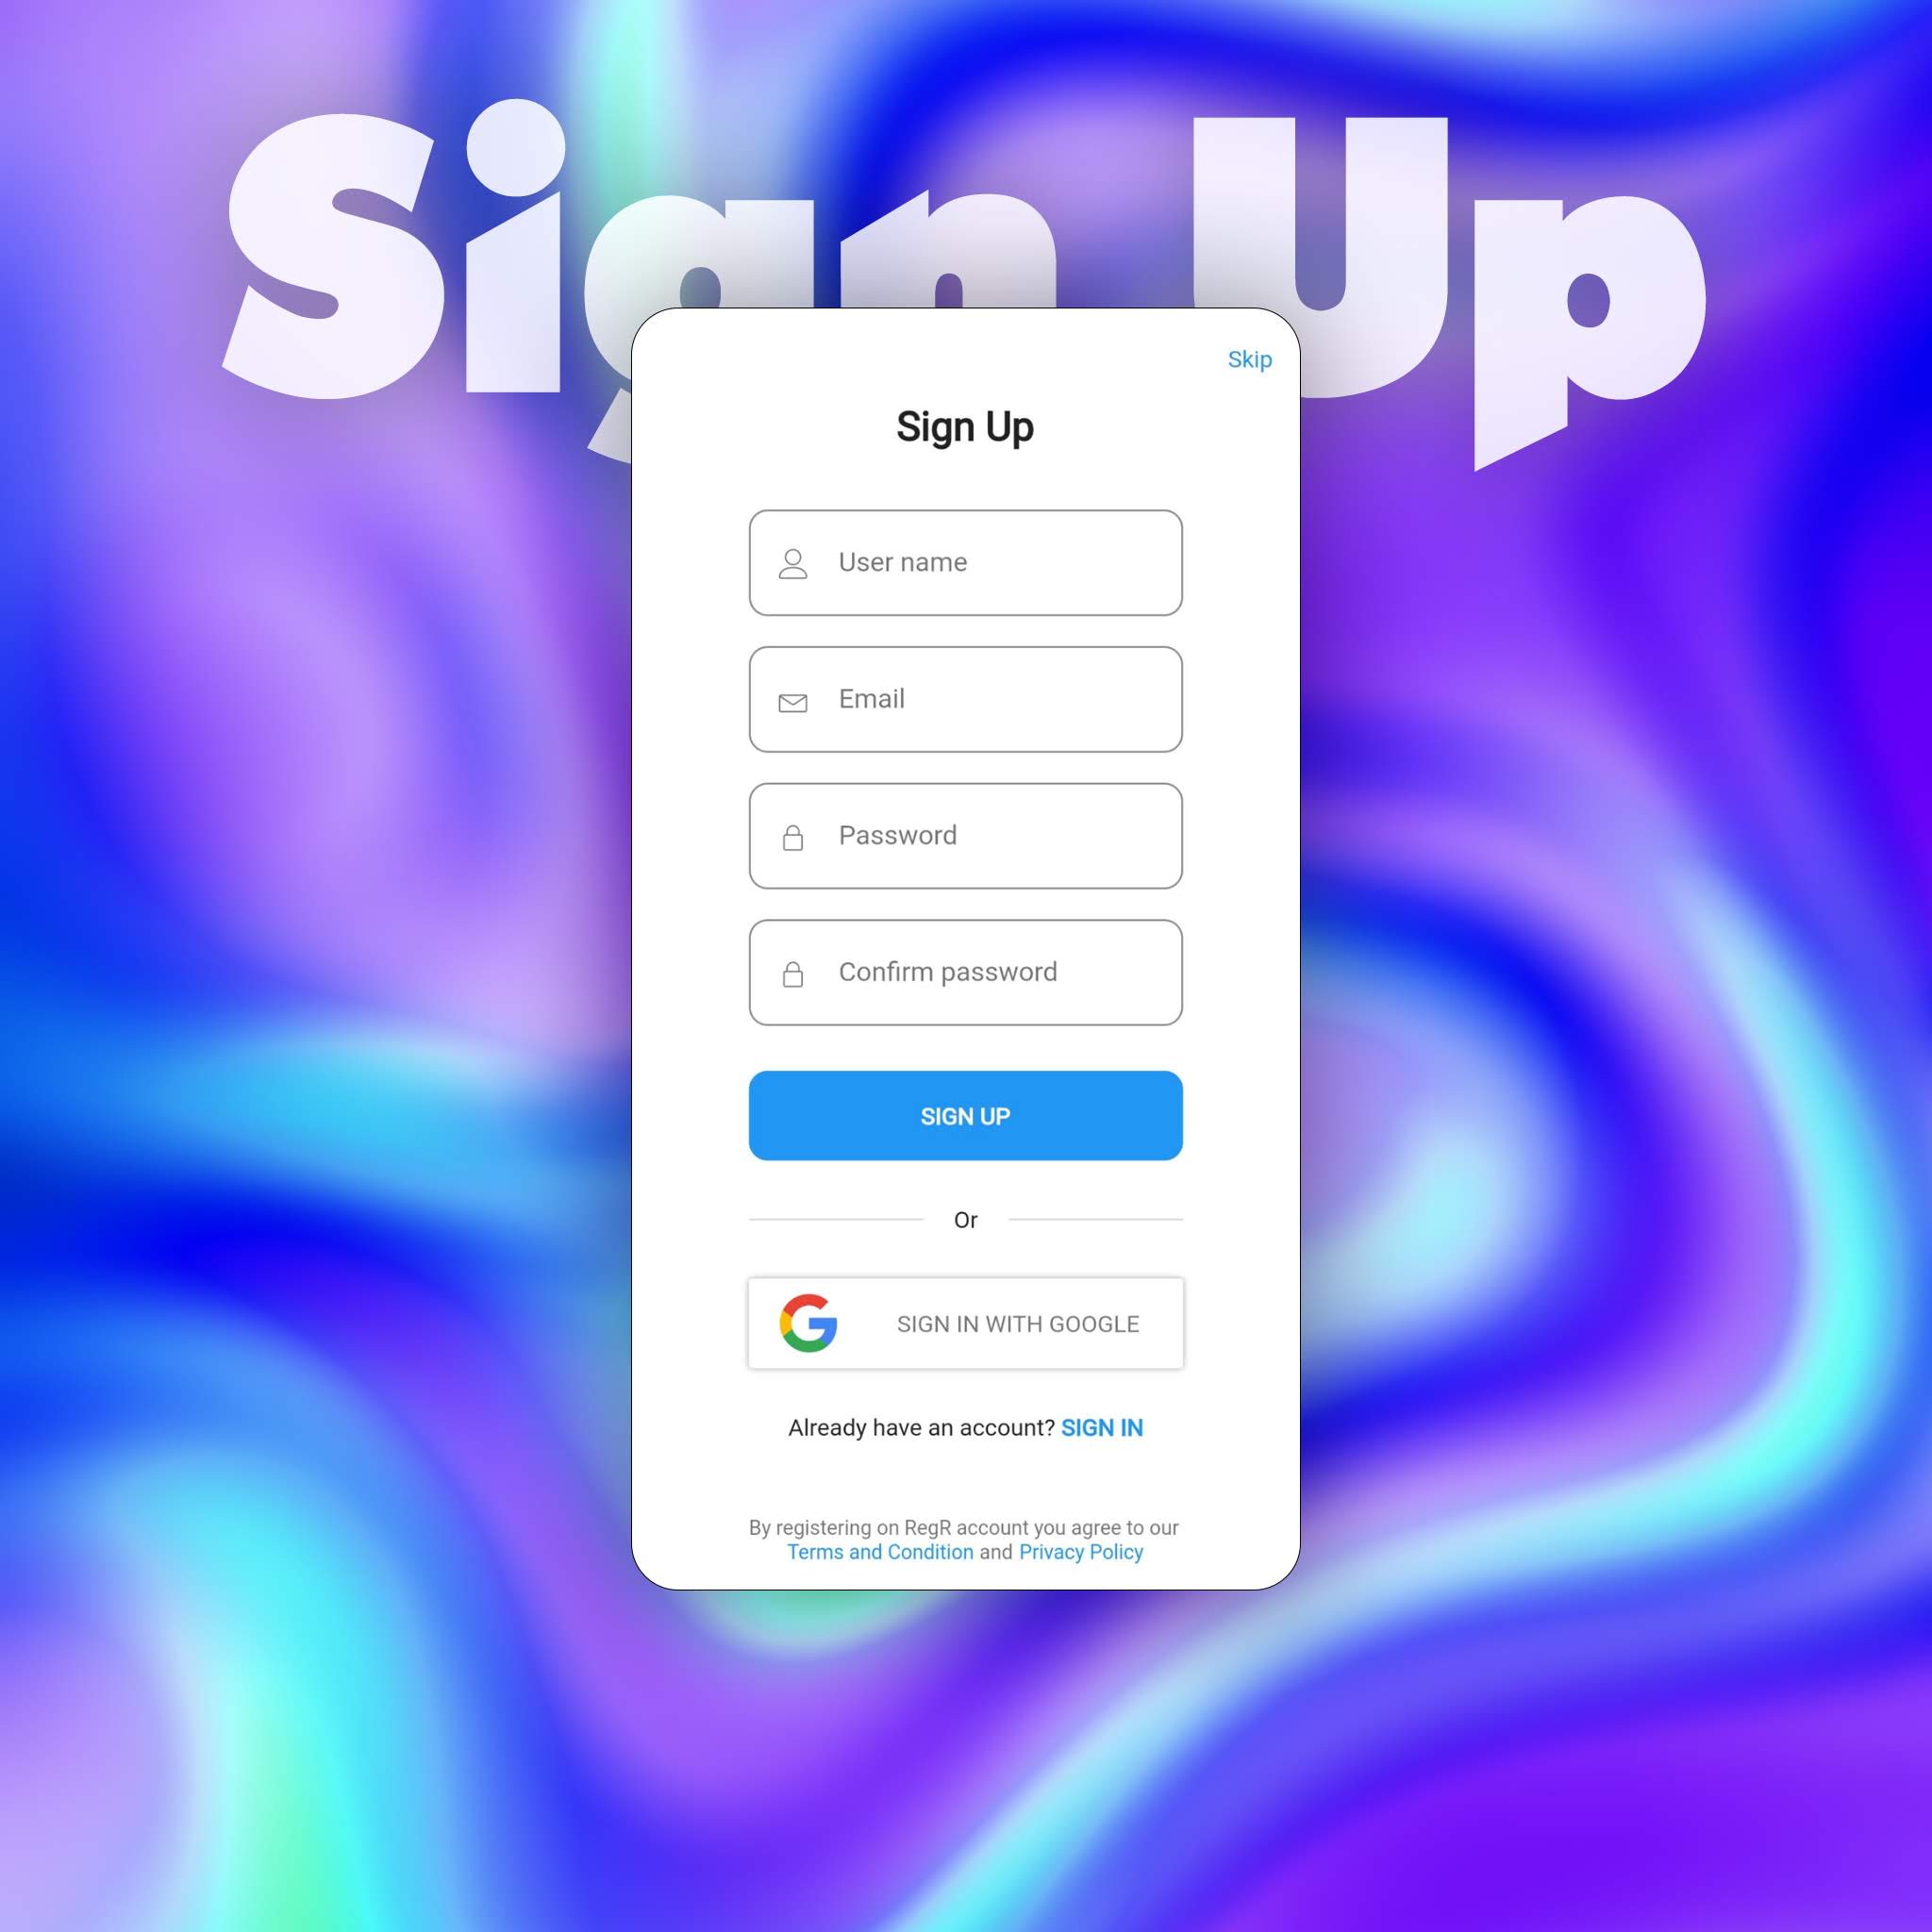 Sign Up
Skip
Sign Up
User name
Email
Password
Confirm password
SIGN UP
Or
SIGN IN WITH GOOGLE
Already have an account? SIGN IN
By registering on RegR account you agree to our
Terms and Condition and Privacy Policy